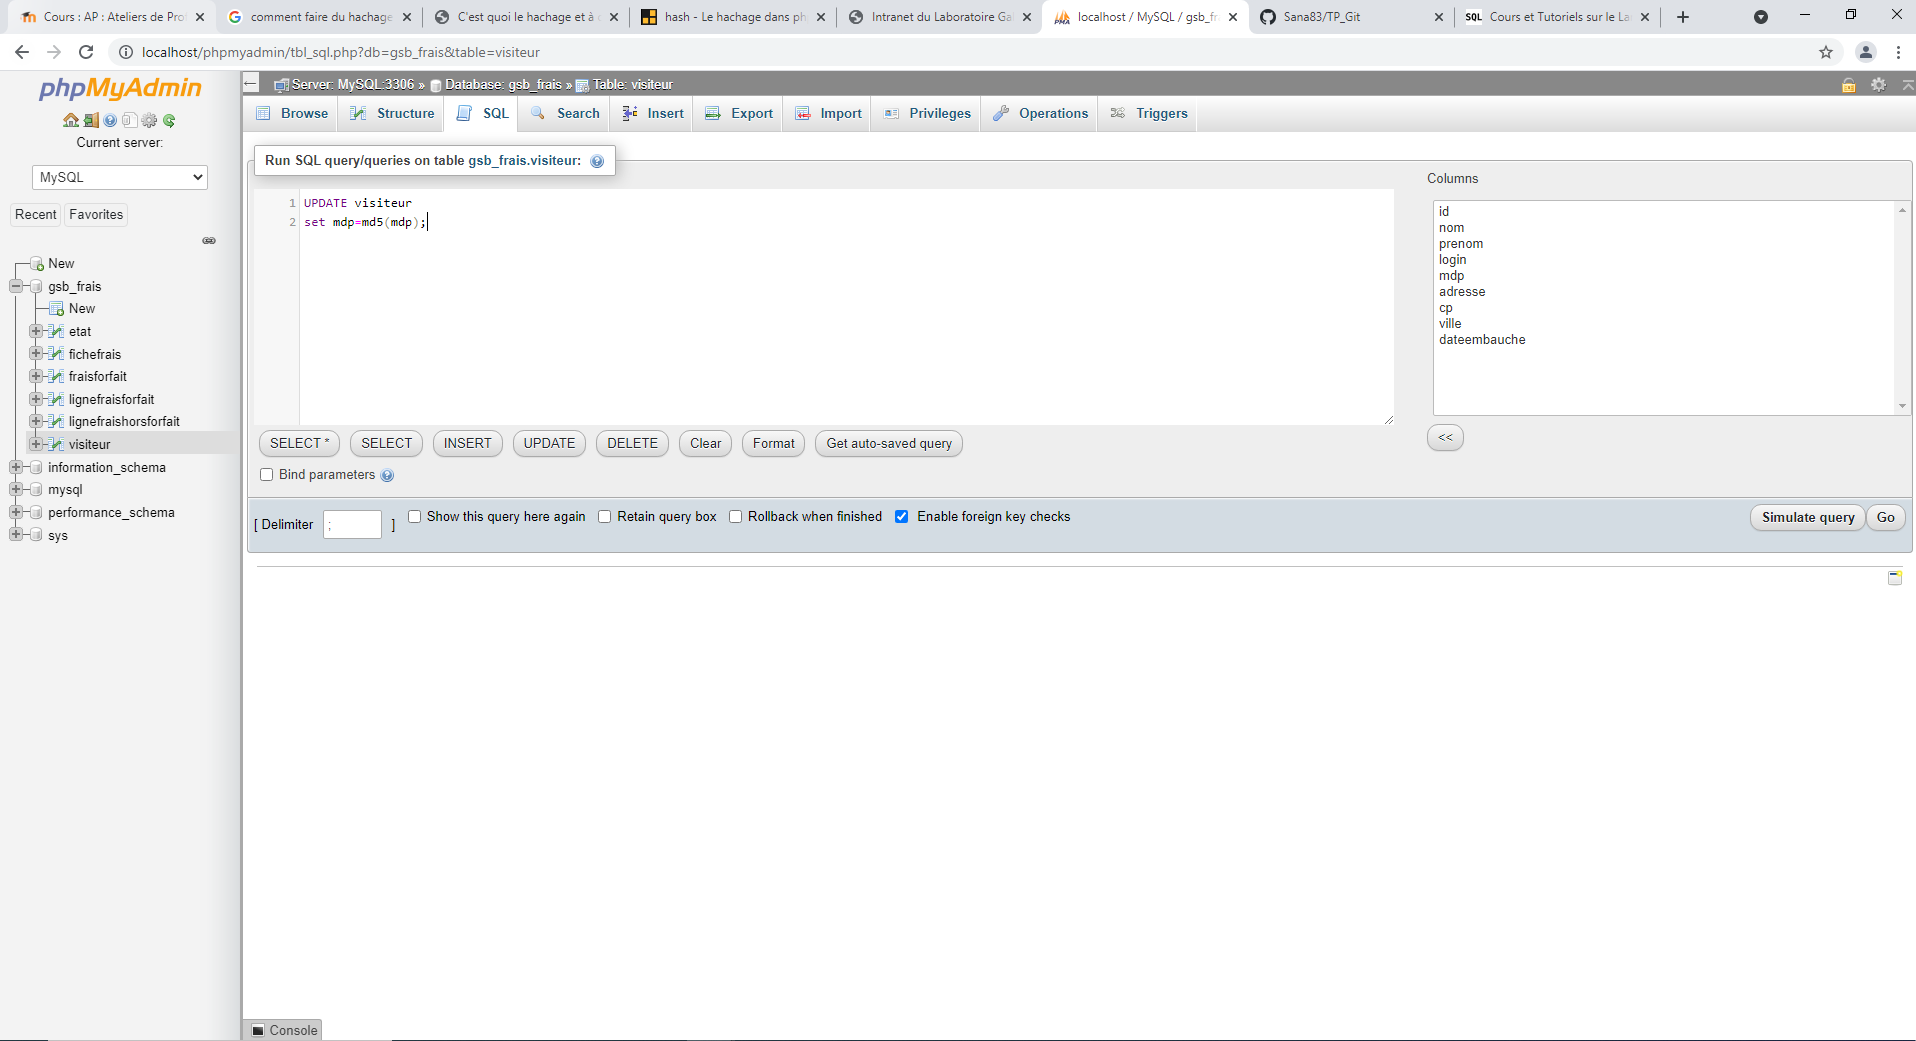 Cours : AP : Ateliers de Prof
comment faire du hachage
C'est quoi le hachage et à
hash - Le hachage dans ph
Intranet du Laboratoire Ga
localhost / MySQL / gsb_fr
Sana83/TP_Git
SQL Cours et Tutoriels sur le La
localhost/phpmyadmin/tbl_sql.php?db=gsb_frais&table=visiteur
phpMyAdmin
Current server:
MySQL
Recent Favorites
New
gsb_frais
New
etat
fichefrais
fraisforfait
lignefraisforfait
lignefraishorsforfait
visiteur
information_schema
mysql
performance_schema
sys
Server: MySQL:3306 » Database: gsb_frais » Table: visiteur
Browse Structure SQL Search Insert Export Import Privileges Operations Triggers
Run SQL query/queries on table gsb_frais.visiteur:
1 UPDATE visiteur
2 set mdp=md5(mdp);
Columns
id
nom
prenom
login
mdp
adresse
cp
ville
dateembauche
<<
SELECT * SELECT INSERT UPDATE DELETE Clear Format Get auto-saved query
Bind parameters
[ Delimiter ; ] Show this query here again Retain query box Rollback when finished Enable foreign key checks
Simulate query Go
Console